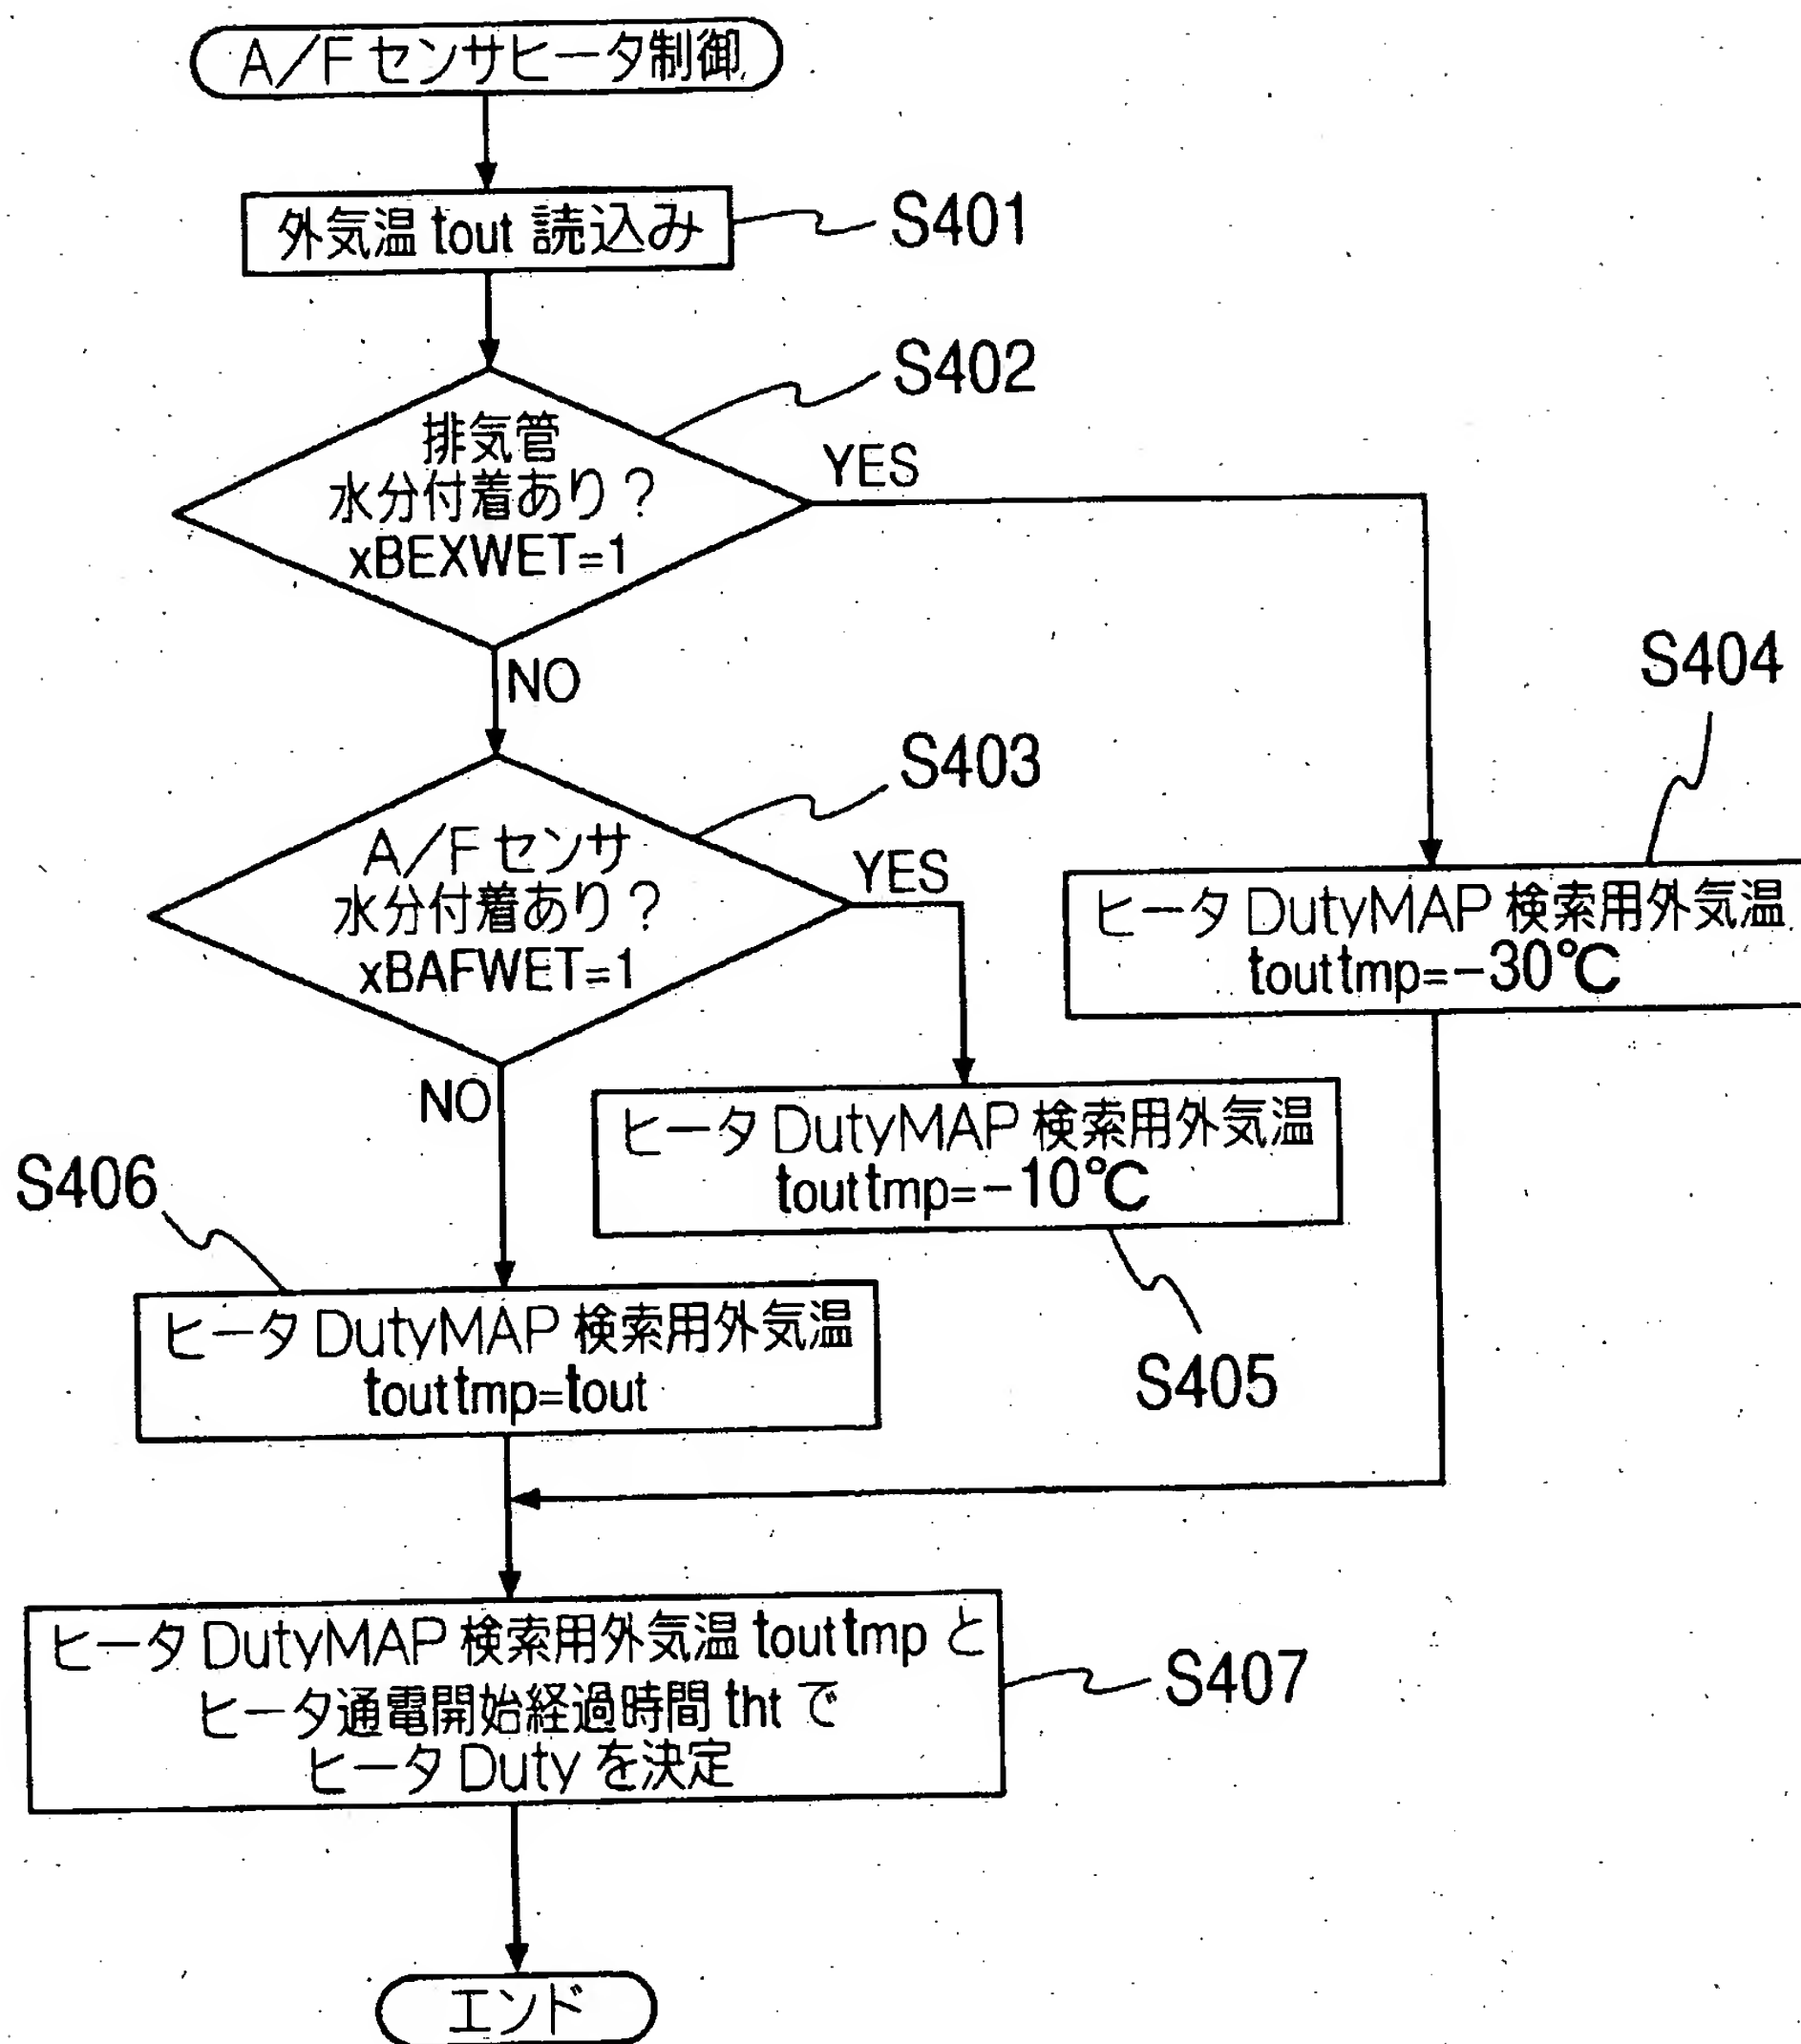 A/Fセンサヒータ制御
外気温 tout 読込み
S401
S402
排気管
水分付着あり?
xBEXWET=1
YES
NO
S404
S403
A/Fセンサ
水分付着あり?
xBAFWET=1
YES
NO
ヒータ DutyMAP 検索用外気温
touttmp=−30℃
ヒータ DutyMAP 検索用外気温
touttmp=−10℃
S405
S406
ヒータ DutyMAP 検索用外気温
touttmp=tout
ヒータ DutyMAP 検索用外気温 touttmp と
ヒータ通電開始経過時間 tht で
ヒータ Duty を決定
S407
エンド